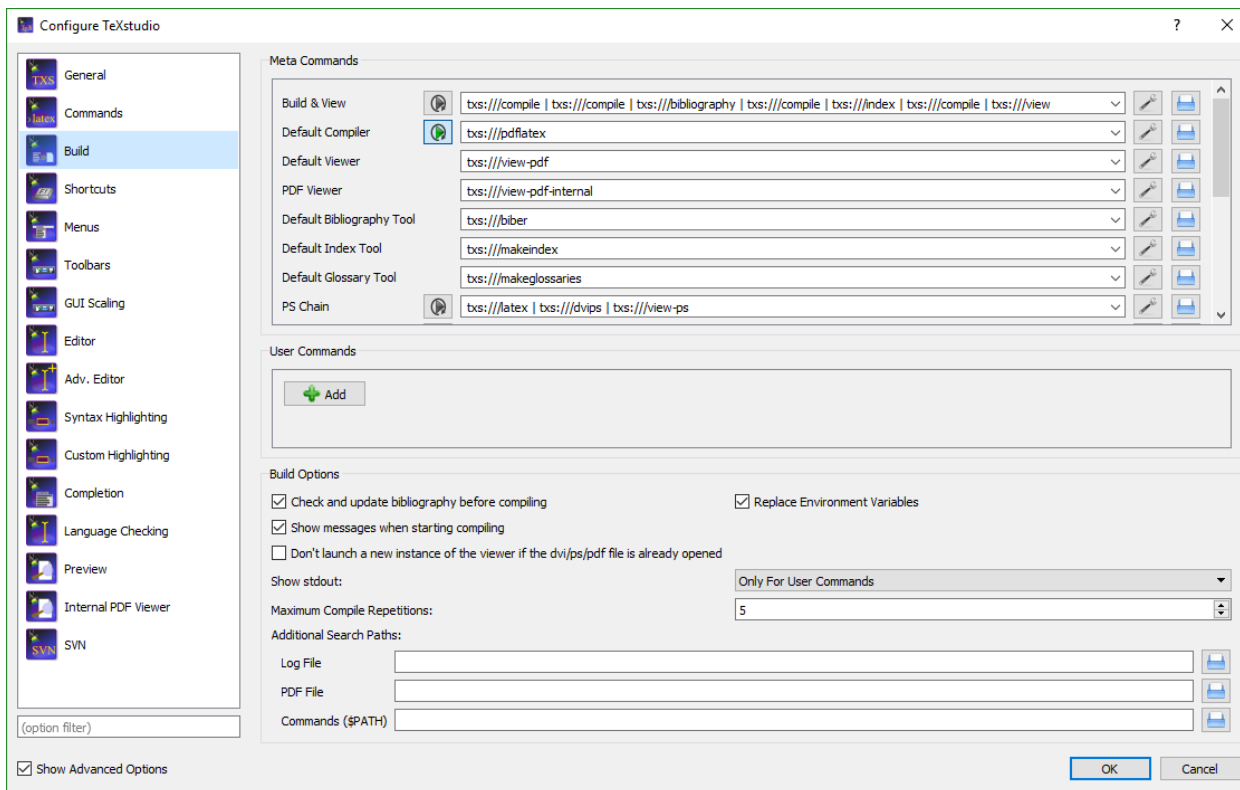 Configure TeXstudio
?
General
Commands
Build
Shortcuts
Menus
Toolbars
GUI Scaling
Editor
Adv. Editor
Syntax Highlighting
Custom Highlighting
Completion
Language Checking
Preview
Internal PDF Viewer
SVN
(option filter)
Show Advanced Options
Meta Commands
Build & View txs:///compile | txs:///compile | txs:///bibliography | txs:///compile | txs:///index | txs:///compile | txs:///view
Default Compiler txs:///pdflatex
Default Viewer txs:///view-pdf
PDF Viewer txs:///view-pdf-internal
Default Bibliography Tool txs:///biber
Default Index Tool txs:///makeindex
Default Glossary Tool txs:///makeglossaries
PS Chain txs:///latex | txs:///dvips | txs:///view-ps
User Commands
Add
Build Options
Check and update bibliography before compiling Replace Environment Variables
Show messages when starting compiling
Don't launch a new instance of the viewer if the dvi/ps/pdf file is already opened
Show stdout: Only For User Commands
Maximum Compile Repetitions: 5
Additional Search Paths:
Log File
PDF File
Commands ($PATH)
OK Cancel